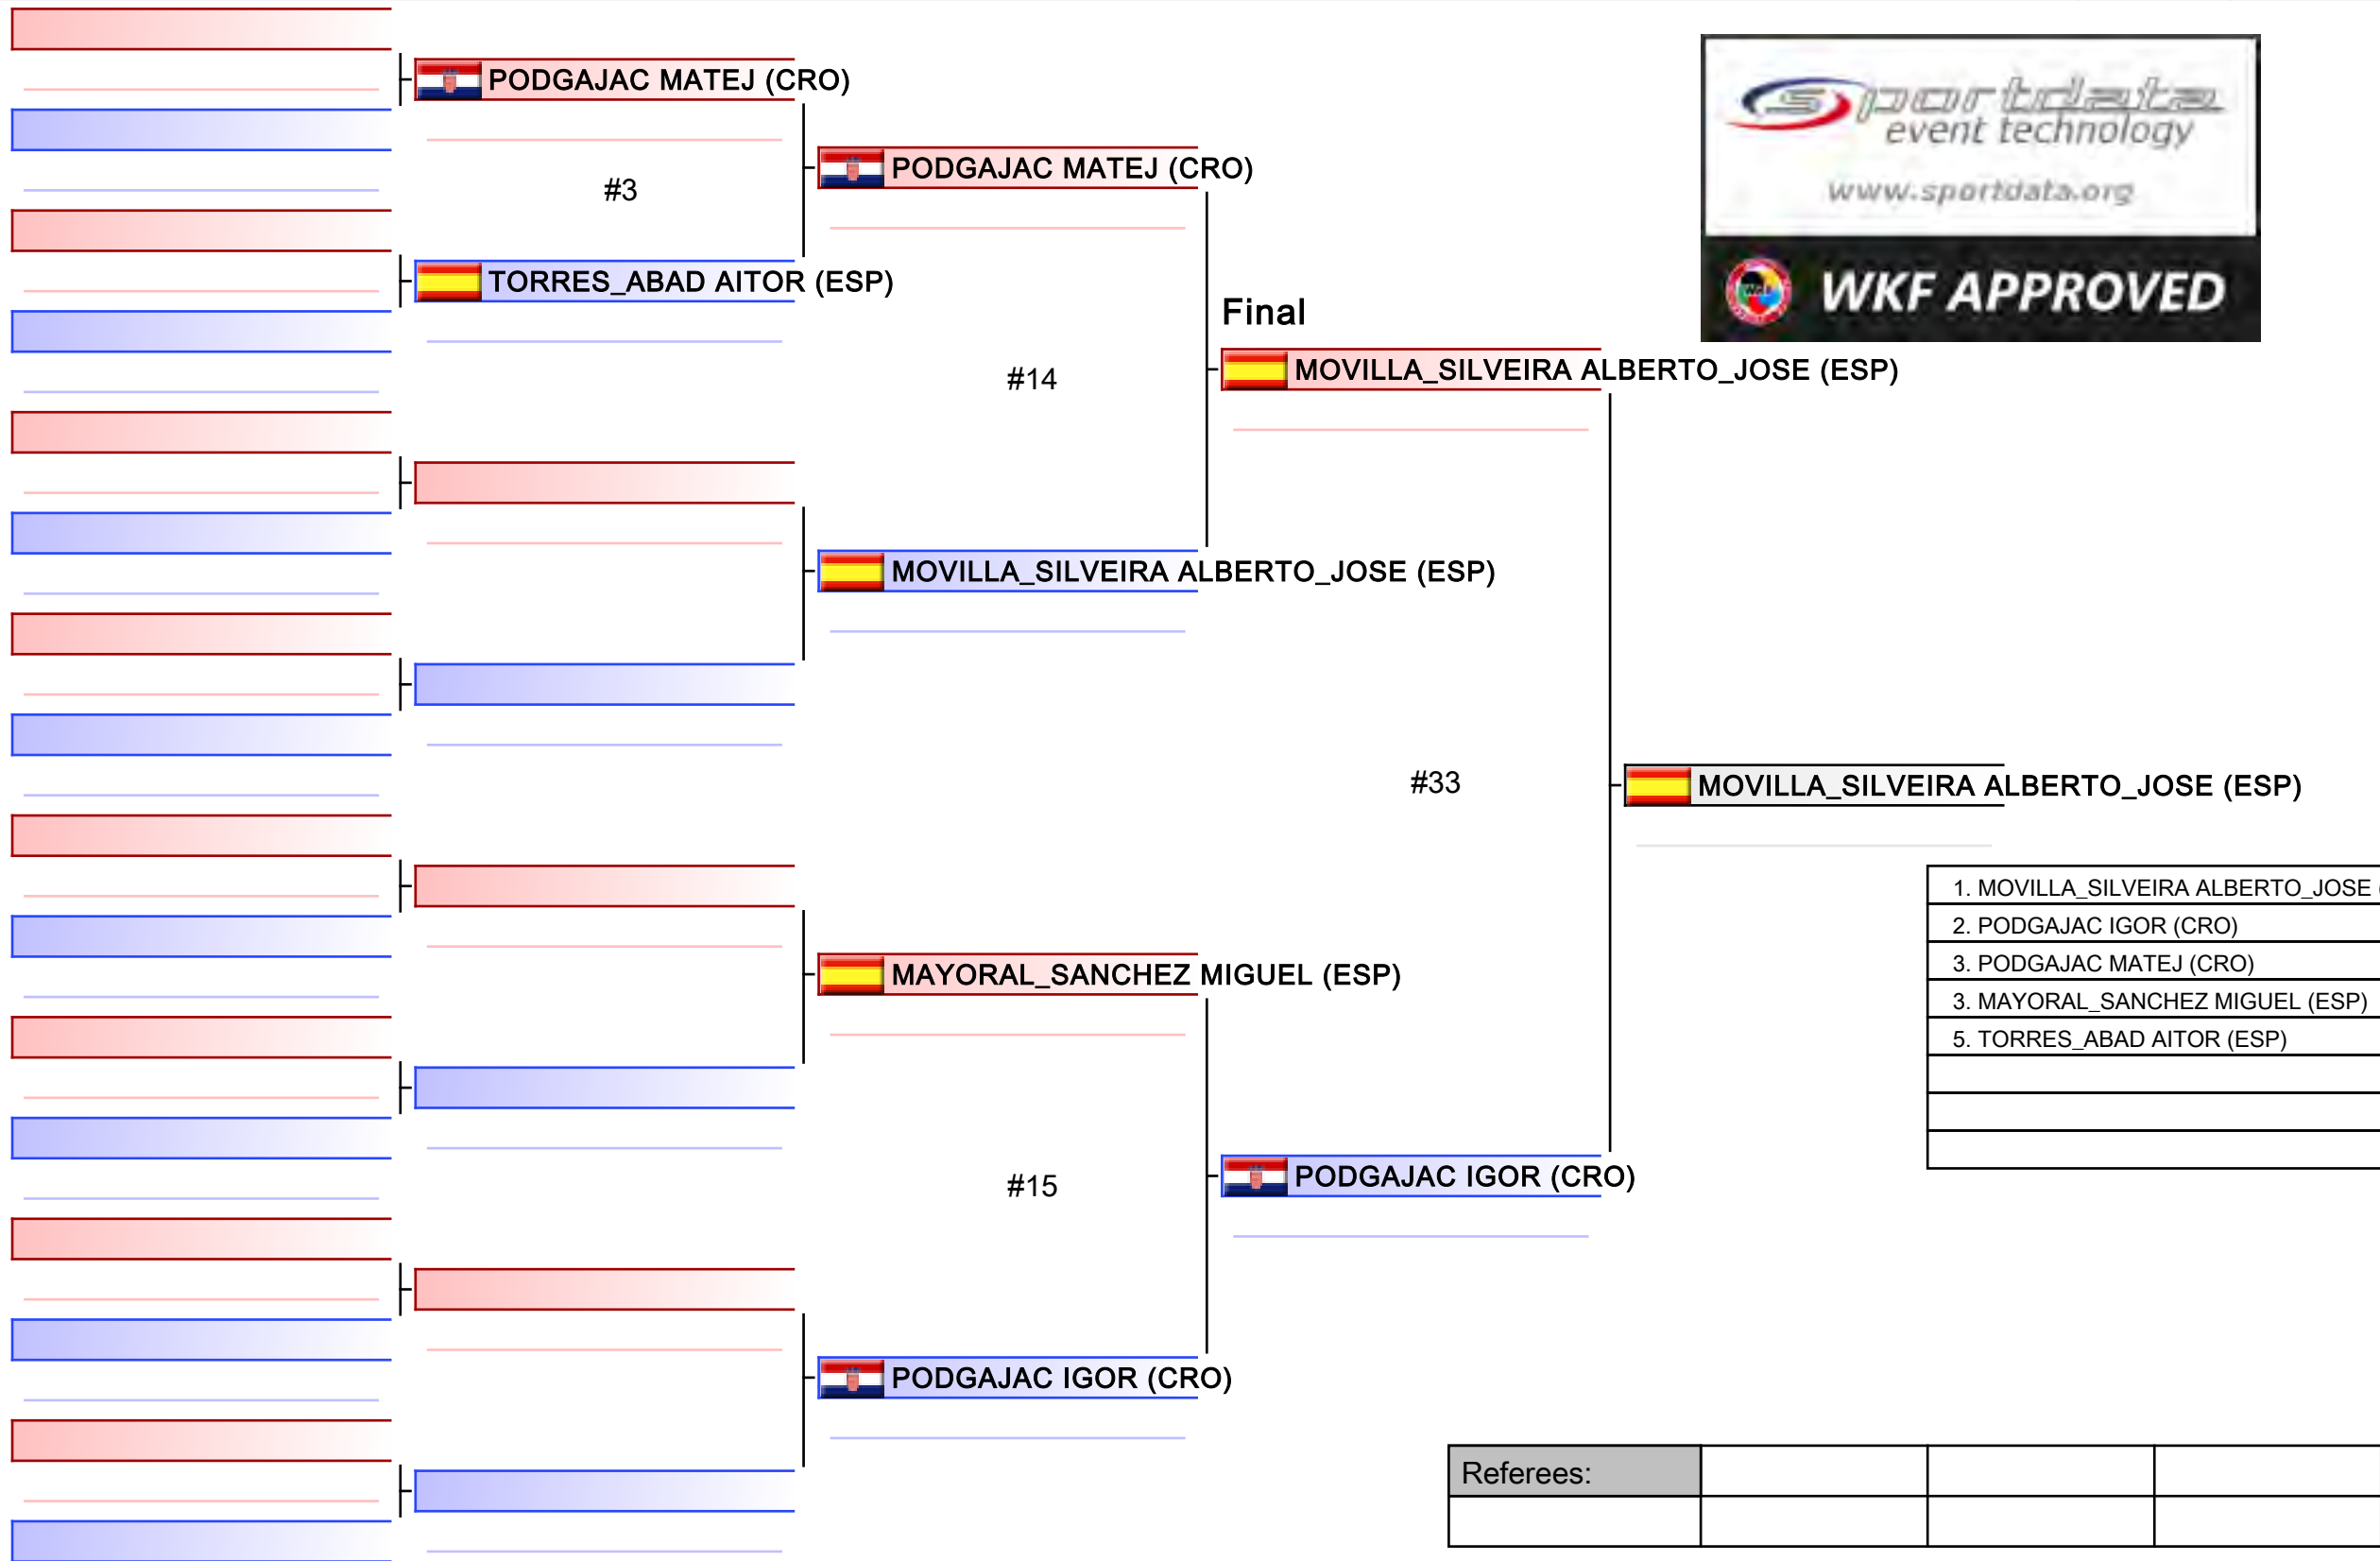 PODGAJAC MATEJ (CRO)
#3
TORRES_ABAD AITOR (ESP)
PODGAJAC MATEJ (CRO)
#14
MOVILLA_SILVEIRA ALBERTO_JOSE (ESP)
MAYORAL_SANCHEZ MIGUEL (ESP)
#15
PODGAJAC IGOR (CRO)
Final
MOVILLA_SILVEIRA ALBERTO_JOSE (ESP)
#33
PODGAJAC IGOR (CRO)
MOVILLA_SILVEIRA ALBERTO_JOSE (ESP)
sportdata
event technology
www.sportdata.org
WKF
WKF APPROVED
1. MOVILLA_SILVEIRA ALBERTO_JOSE (
2. PODGAJAC IGOR (CRO)
3. PODGAJAC MATEJ (CRO)
3. MAYORAL_SANCHEZ MIGUEL (ESP)
5. TORRES_ABAD AITOR (ESP)
Referees: